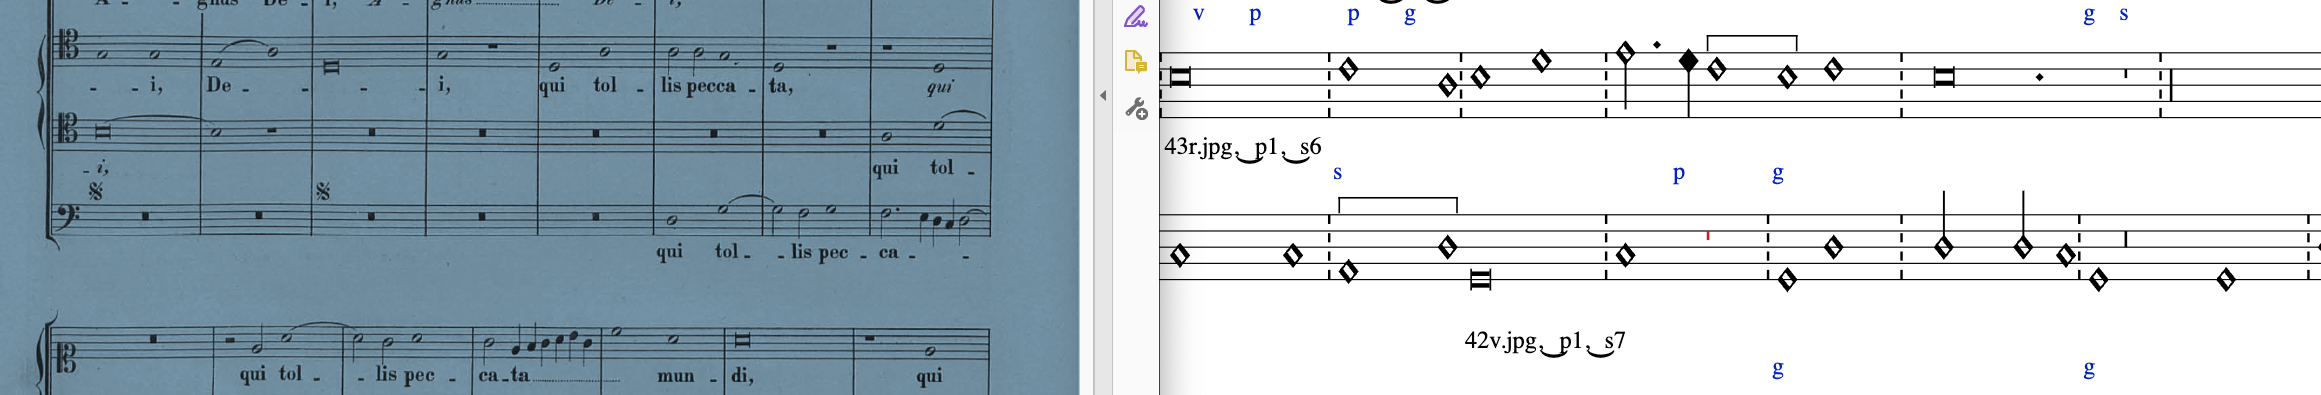 A - - gnus De - i, A - gnus De - i,
- - i, De - - - - i, qui tol - lis pecca - ta, qui
- i, qui tol -
qui tol - - lis pec - ca - -
qui tol - - lis pec - ca - ta mun - di, qui
v p p g g s
43r.jpg, p1, s6
s p g
42v.jpg, p1, s7
g g